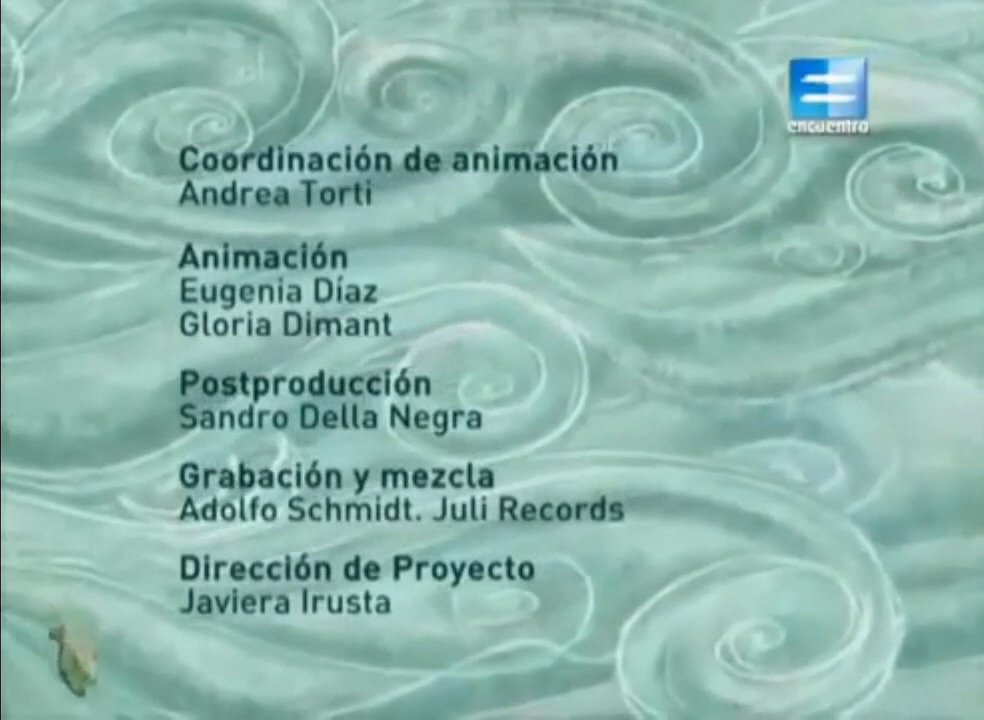 encuentro
Coordinación de animación
Andrea Torti
Animación
Eugenia Díaz
Gloria Dimant
Postproducción
Sandro Della Negra
Grabación y mezcla
Adolfo Schmidt. Juli Records
Dirección de Proyecto
Javiera Irusta